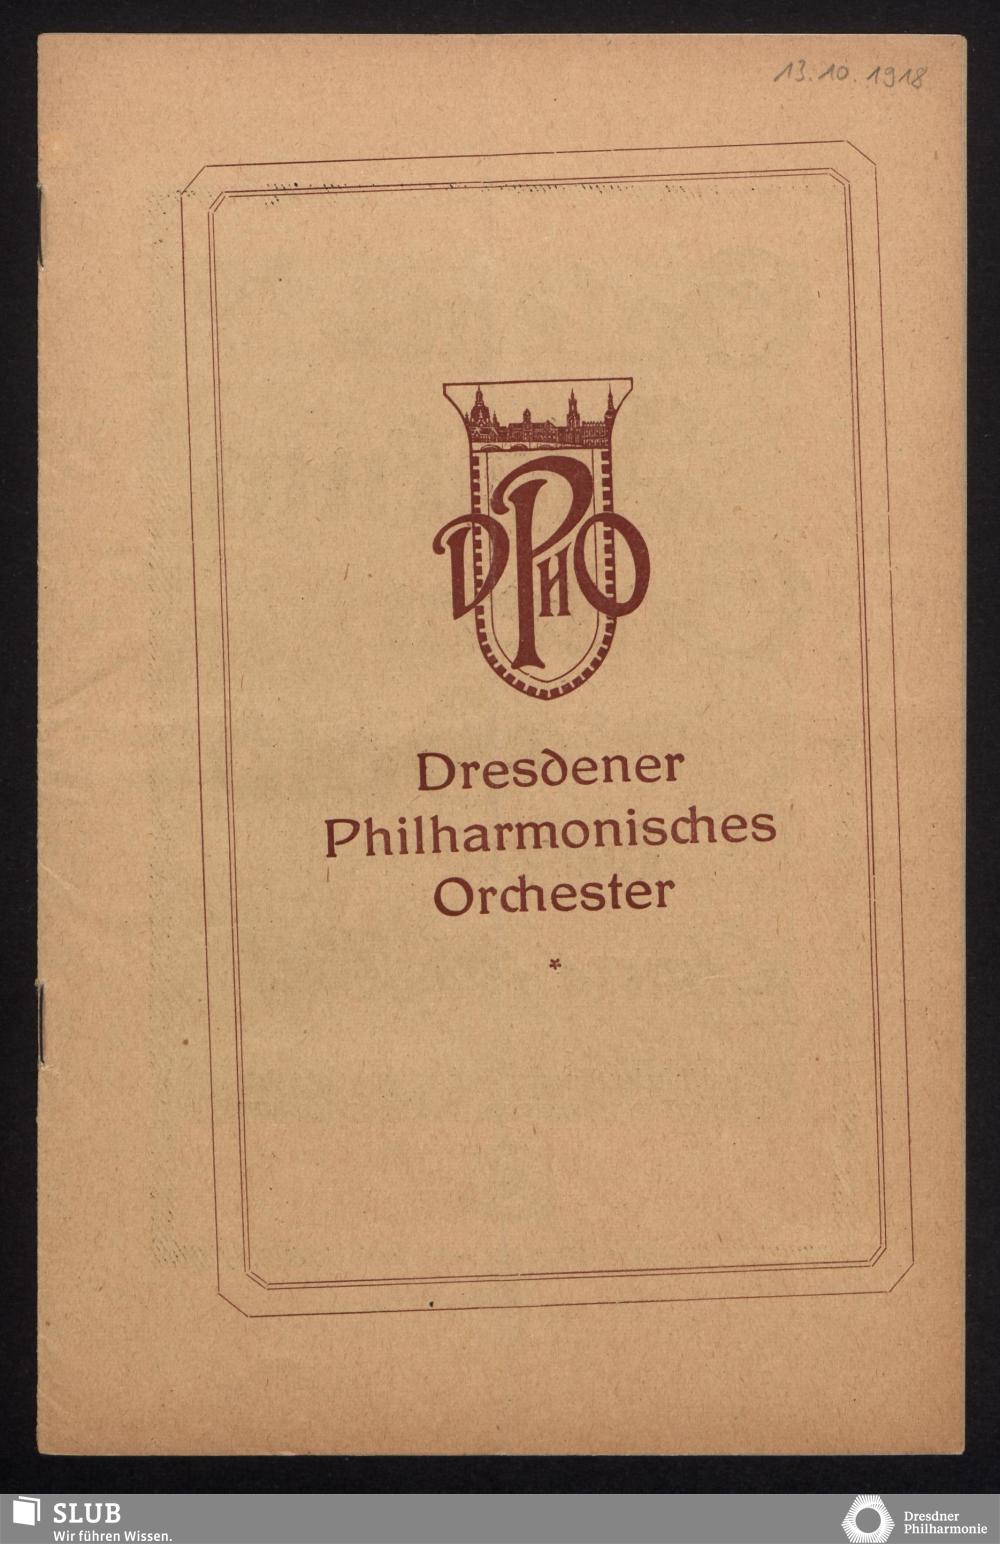 13.10.1918
DPHO
Dresdener
Philharmonisches
Orchester
*
SLUB
Wir führen Wissen.
Dresdner
Philharmonie